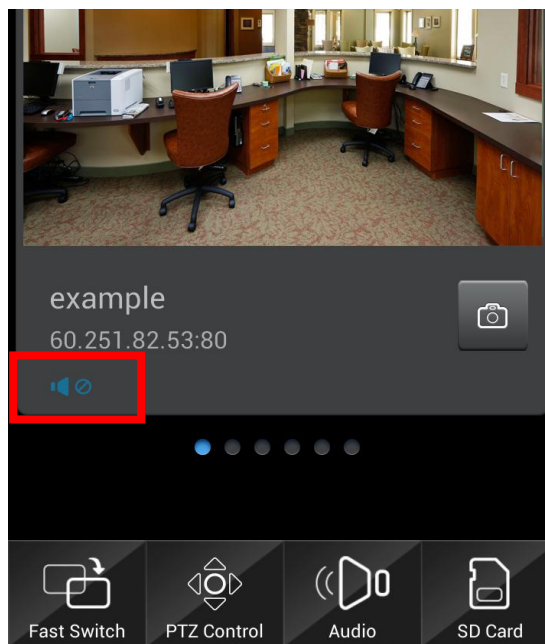 example
60.251.82.53:80
Fast Switch
PTZ Control
Audio
SD Card